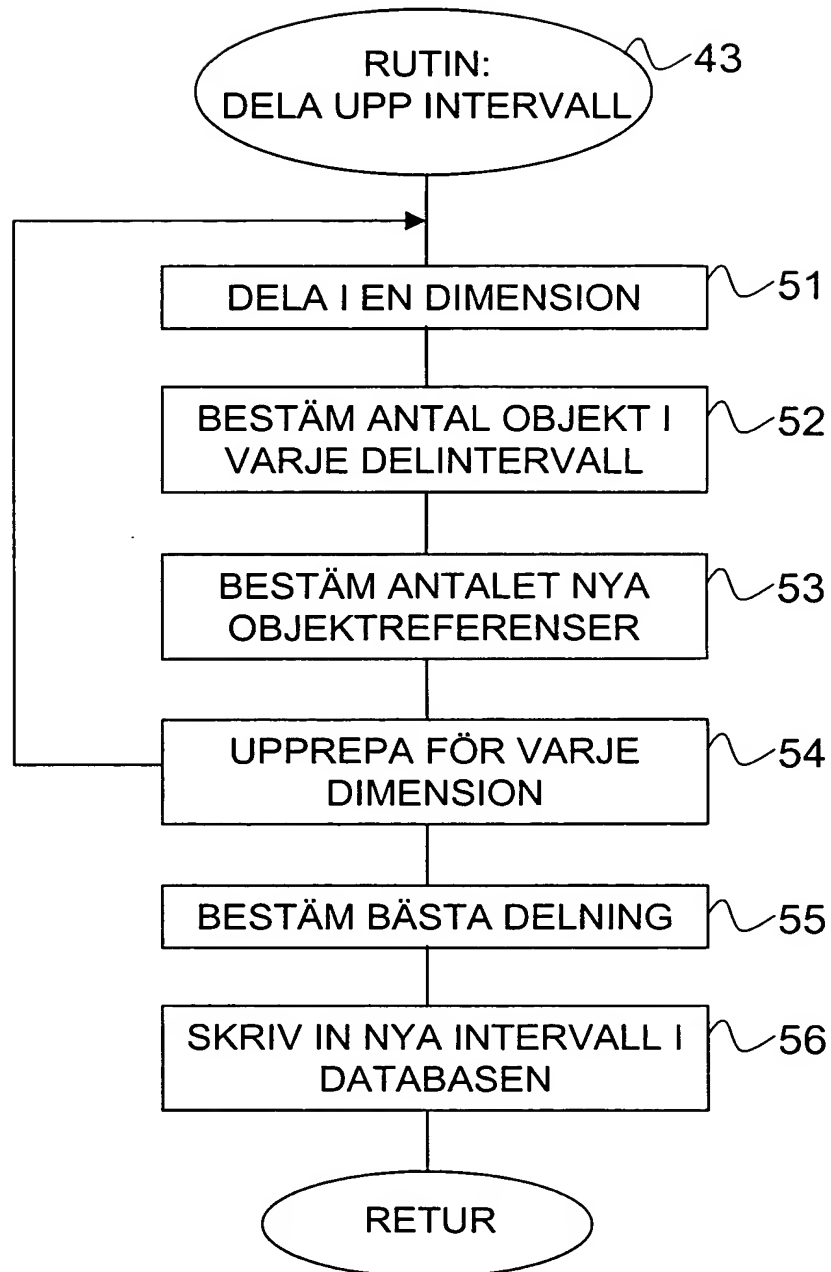 RUTIN:
DELA UPP INTERVALL
43
DELA I EN DIMENSION
51
BESTÄM ANTAL OBJEKT I
VARJE DELINTERVALL
52
BESTÄM ANTALET NYA
OBJEKTREFERENSER
53
UPPREPA FÖR VARJE
DIMENSION
54
BESTÄM BÄSTA DELNING
55
SKRIV IN NYA INTERVALL I
DATABASEN
56
RETUR